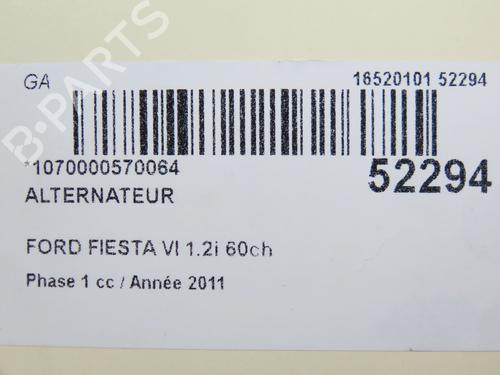 GA
16520101 52294
*1070000570064
52294
ALTERNATEUR
FORD FIESTA VI 1.2i 60ch
Phase 1 cc / Année 2011
B-PARTS